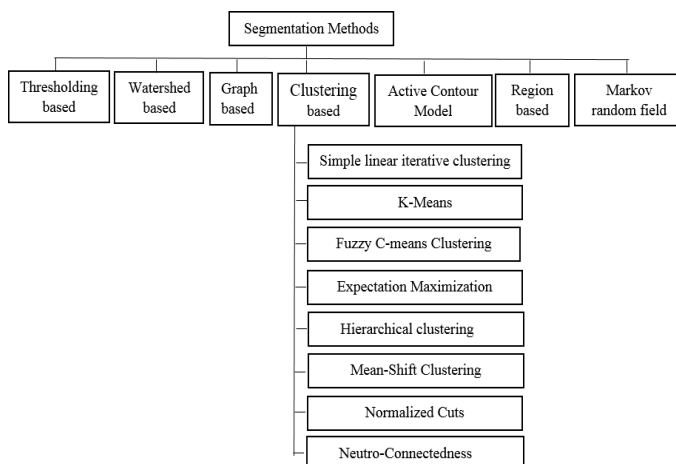 Segmentation Methods
Thresholding
based
Watershed
based
Graph
based
Clustering
based
Active Contour
Model
Region
based
Markov
random field
Simple linear iterative clustering
K-Means
Fuzzy C-means Clustering
Expectation Maximization
Hierarchical clustering
Mean-Shift Clustering
Normalized Cuts
Neutro-Connectedness